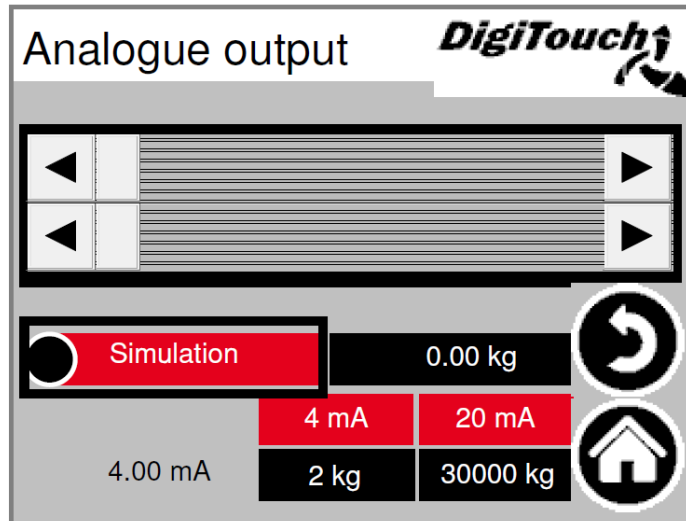 Analogue output
DigiTouch
Simulation
0.00 kg
4 mA
20 mA
4.00 mA
2 kg
30000 kg